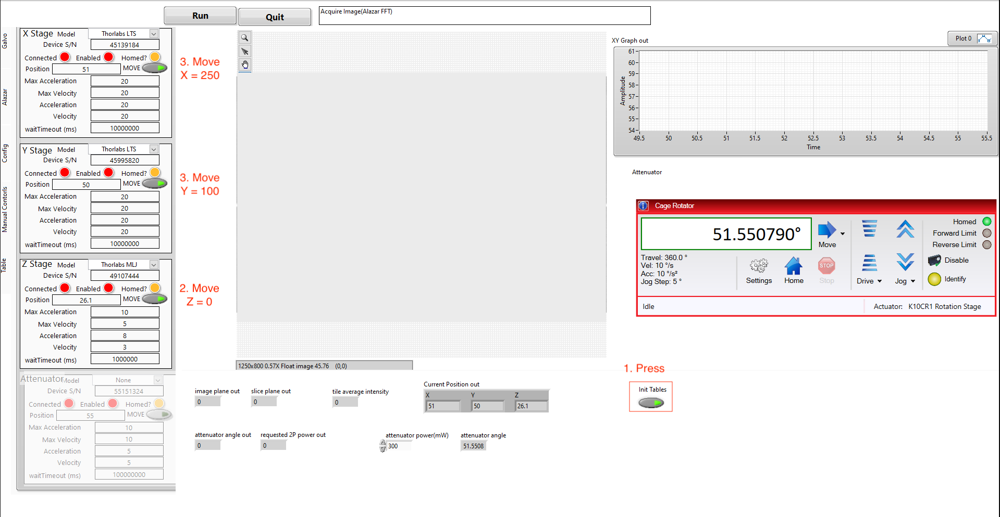 Run
Quit
Acquire Image(Alazar FFT)
Galvo
Alazar
Config
Manual Contorls
Table
X Stage Model Thorlabs LTS
Device S/N 45139184
Connected Enabled Homed?
Position 51 MOVE
Max Acceleration 20
Max Velocity 20
Acceleration 20
Velocity 20
waitTimeout (ms) 10000000
3. Move
X = 250
Y Stage Model Thorlabs LTS
Device S/N 45995820
Connected Enabled Homed?
Position 50 MOVE
Max Acceleration 20
Max Velocity 20
Acceleration 20
Velocity 20
waitTimeout (ms) 10000000
3. Move
Y = 100
Z Stage Model Thorlabs MLJ
Device S/N 49107444
Connected Enabled Homed?
Position 26.1 MOVE
Max Acceleration 10
Max Velocity 5
Acceleration 8
Velocity 3
waitTimeout (ms) 1000000
2. Move
Z = 0
Attenuator Model None
Device S/N 55151324
Connected Enabled Homed?
Position 55 MOVE
Max Acceleration 10
Max Velocity 10
Acceleration 5
Velocity 5
waitTimeout (ms) 100000000
1250x800 0.57X Float image 45.76 (0,0)
image plane out
0
slice plane out
0
tile average intensity
0
Current Position out
X Y Z
51 50 26.1
attenuator angle out
0
requested 2P power out
0
attenuator power(mW)
300
attenuator angle
51.5508
XY Graph out
Plot 0
Amplitude
61
60
59
58
57
56
55
54
49.5 50 50.5 51 51.5 52 52.5 53 53.5 54 54.5 55 55.5
Time
Attenuator
Cage Rotator
51.550790°
Move
Travel: 360.0 °
Vel: 10 °/s
Acc: 10 °/s²
Jog Step: 5 °
Settings
Home
STOP
Stop
Drive
Jog
Homed
Forward Limit
Reverse Limit
Disable
Identify
Idle
Actuator: K10CR1 Rotation Stage
1. Press
Init Tables